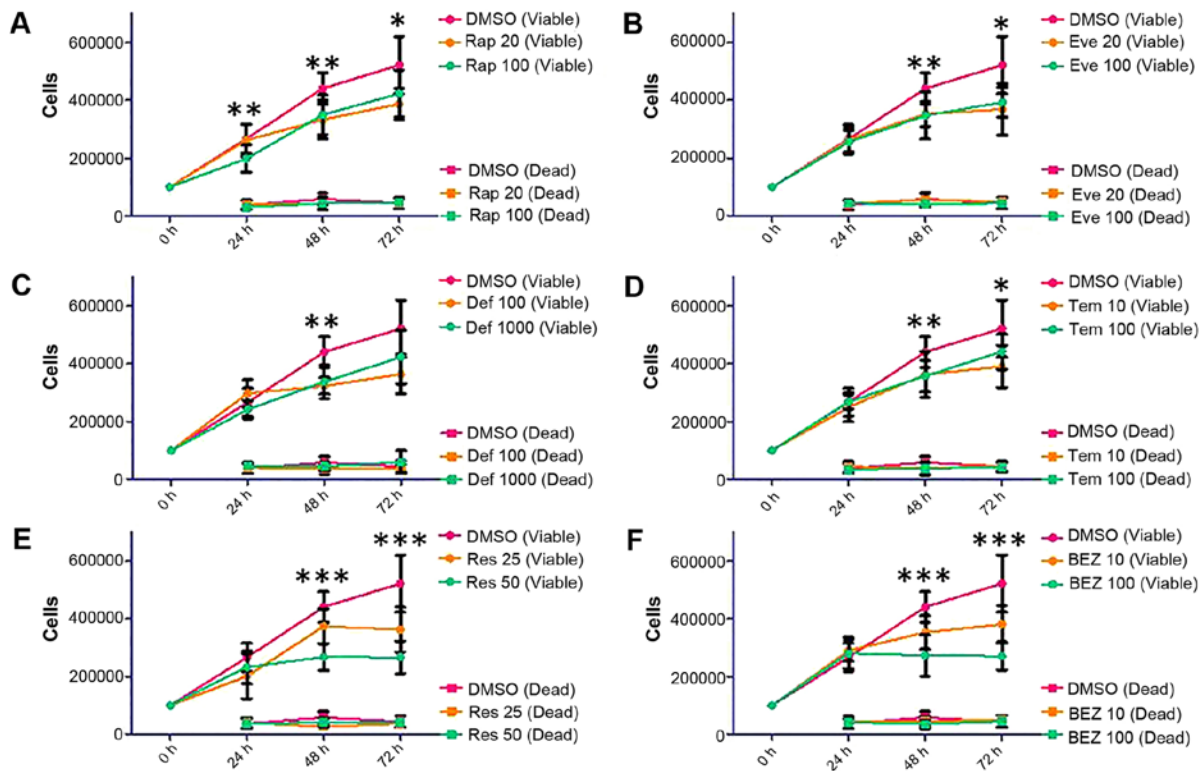 A
Cells
600000
400000
200000
0
0 h
24 h
48 h
72 h
**
**
*
DMSO (Viable)
Rap 20 (Viable)
Rap 100 (Viable)
DMSO (Dead)
Rap 20 (Dead)
Rap 100 (Dead)
B
Cells
600000
400000
200000
0
0 h
24 h
48 h
72 h
**
*
DMSO (Viable)
Eve 20 (Viable)
Eve 100 (Viable)
DMSO (Dead)
Eve 20 (Dead)
Eve 100 (Dead)
C
Cells
600000
400000
200000
0
0 h
24 h
48 h
72 h
**
DMSO (Viable)
Def 100 (Viable)
Def 1000 (Viable)
DMSO (Dead)
Def 100 (Dead)
Def 1000 (Dead)
D
Cells
600000
400000
200000
0
0 h
24 h
48 h
72 h
**
*
DMSO (Viable)
Tem 10 (Viable)
Tem 100 (Viable)
DMSO (Dead)
Tem 10 (Dead)
Tem 100 (Dead)
E
Cells
600000
400000
200000
0
0 h
24 h
48 h
72 h
***
***
DMSO (Viable)
Res 25 (Viable)
Res 50 (Viable)
DMSO (Dead)
Res 25 (Dead)
Res 50 (Dead)
F
Cells
600000
400000
200000
0
0 h
24 h
48 h
72 h
***
***
DMSO (Viable)
BEZ 10 (Viable)
BEZ 100 (Viable)
DMSO (Dead)
BEZ 10 (Dead)
BEZ 100 (Dead)